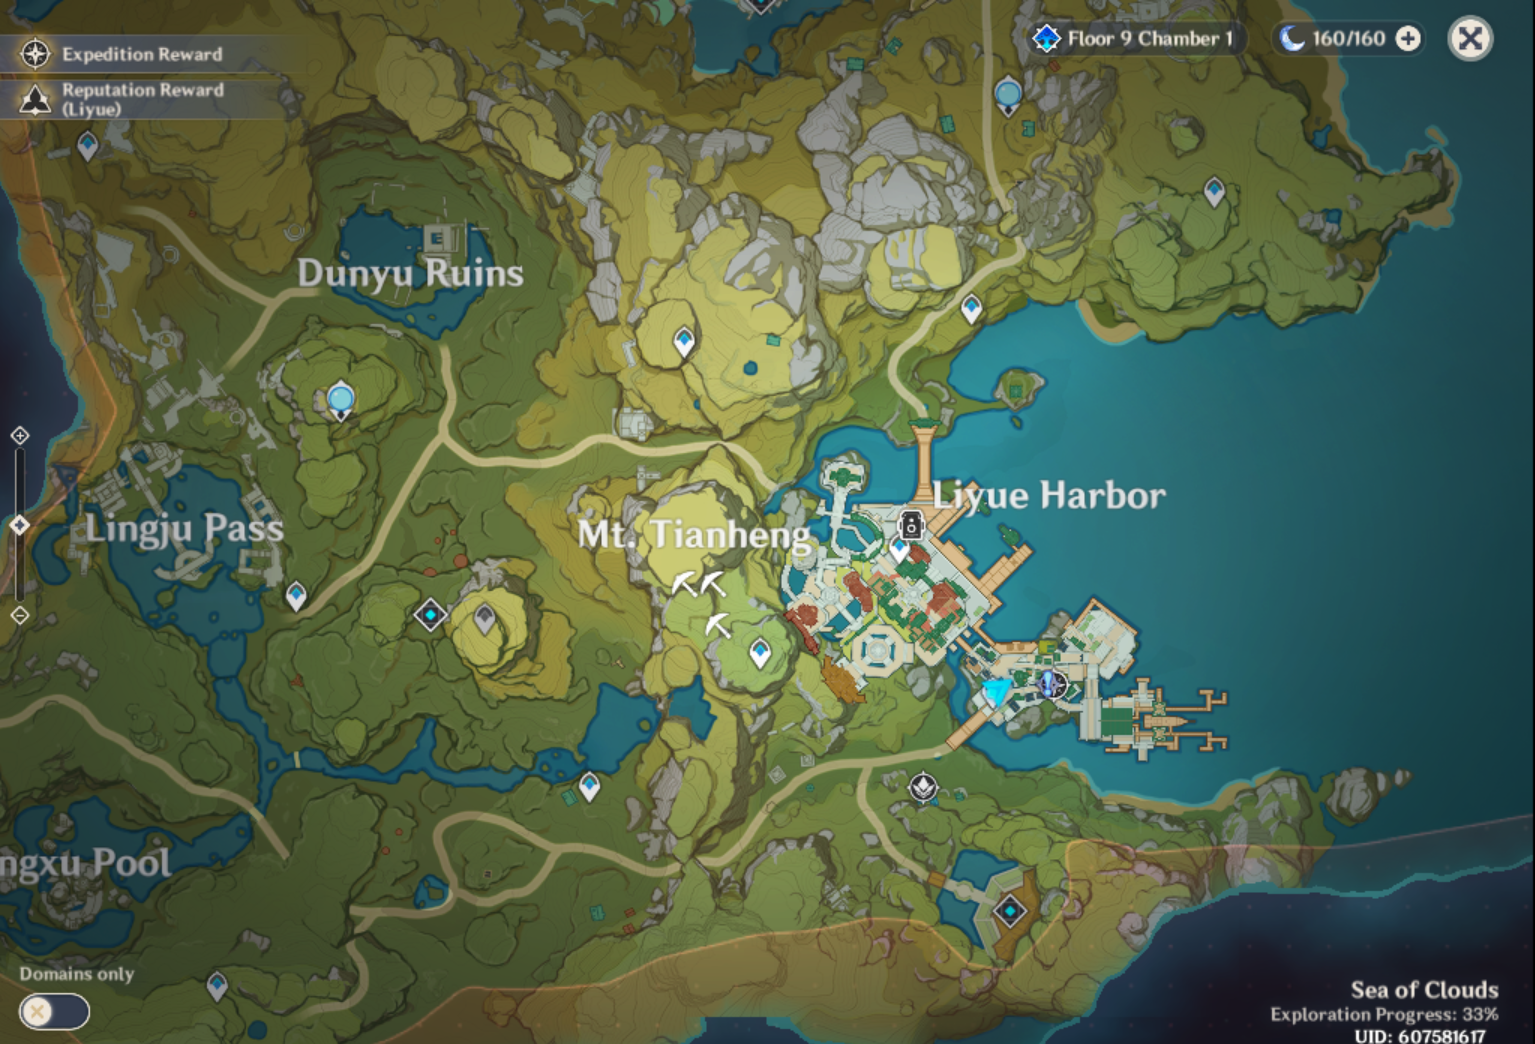 Expedition Reward
Floor 9 Chamber 1
160/160
Reputation Reward
(Liyue)
Dunyu Ruins
Liyue Harbor
Lingju Pass
Mt. Tianheng
ngxu Pool
Domains only
Sea of Clouds
Exploration Progress: 33%
UID: 607581617